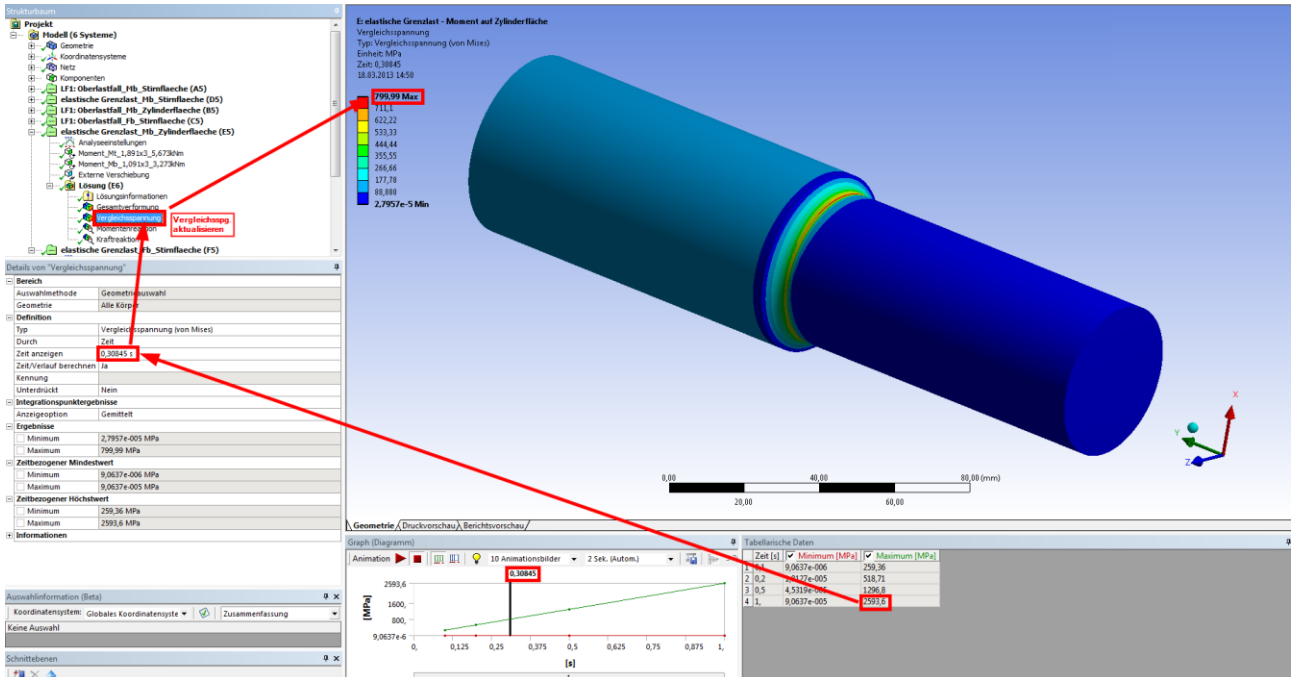 Strukturbaum
Projekt
Modell (6 Systeme)
Geometrie
Koordinatensysteme
Netz
Komponenten
LF1: Oberlastfall_Mb_Stirnflaeche (A5)
elastische Grenzlast_Mb_Stirnflaeche (D5)
LF1: Oberlastfall_Mb_Zylinderflaeche (B5)
LF1: Oberlastfall_Fb_Stirnflaeche (C5)
elastische Grenzlast_Mb_Zylinderflaeche (E5)
Analyseeinstellungen
Moment_Mt_1,891x3_5,673kNm
Moment_Mb_1,091x3_3,273kNm
Externe Verschiebung
Lösung (E6)
Lösungsinformationen
Gesamtverformung
Vergleichsspannung
Momentenreaktion
Kraftreaktion
elastische Grenzlast_Fb_Stirnflaeche (F5)
Vergleichsspg.
aktualisieren
Details von "Vergleichsspannung"
Bereich
Auswahlmethode Geometrieauswahl
Geometrie Alle Körper
Definition
Typ Vergleichsspannung (von Mises)
Durch Zeit
Zeit anzeigen 0,30845 s
Zeit/Verlauf berechnen Ja
Kennung
Unterdrückt Nein
Integrationspunktergebnisse
Anzeigeoption Gemittelt
Ergebnisse
Minimum 2,7957e-005 MPa
Maximum 799,99 MPa
Zeitbezogener Mindestwert
Minimum 9,0637e-006 MPa
Maximum 9,0637e-005 MPa
Zeitbezogener Höchstwert
Minimum 259,36 MPa
Maximum 2593,6 MPa
Informationen
Auswahlinformation (Beta)
Koordinatensystem: Globales Koordinatensyste Zusammenfassung
Keine Auswahl
Schnittebenen
E: elastische Grenzlast - Moment auf Zylinderfläche
Vergleichsspannung
Typ: Vergleichsspannung (von Mises)
Einheit: MPa
Zeit: 0,30845
18.03.2013 14:50
799,99 Max
711,1
622,22
533,33
444,44
355,55
266,66
177,78
88,888
2,7957e-5 Min
X
Y
Z
0,00 40,00 80,00 (mm)
20,00 60,00
Geometrie Druckvorschau Berichtsvorschau
Graph (Diagramm)
Animation 10 Animationsbilder 2 Sek. (Autom.)
0,30845
2593,6
1600,
800,
9,0637e-6
[MPa]
0, 0,125 0,25 0,375 0,5 0,625 0,75 0,875 1,
[s]
Tabellarische Daten
Zeit [s] Minimum [MPa] Maximum [MPa]
1 0,1 9,0637e-006 259,36
2 0,2 518,71
3 0,5 4,5319e-005 1296,8
4 1, 9,0637e-005 2593,6